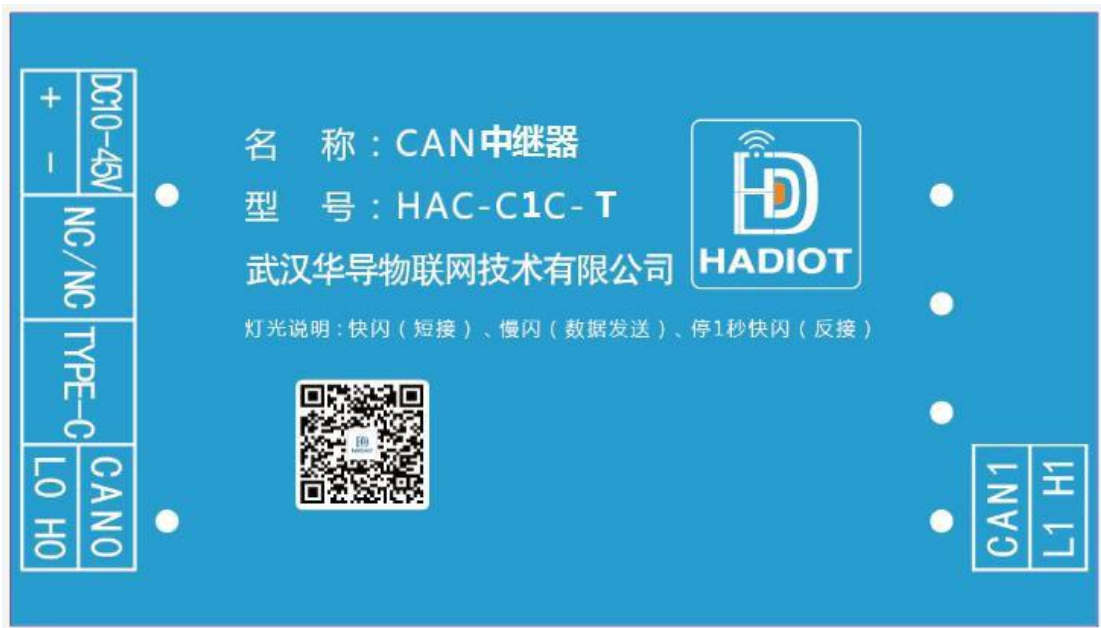 DC10-45V
+ -
NC/NC
TYPE-C
CAN0
L0 H0
名 称：CAN中继器
型 号：HAC-C1C- T
武汉华导物联网技术有限公司
灯光说明：快闪（短接）、慢闪（数据发送）、停1秒快闪（反接）
HD
HADIOT
CAN1
L1 H1